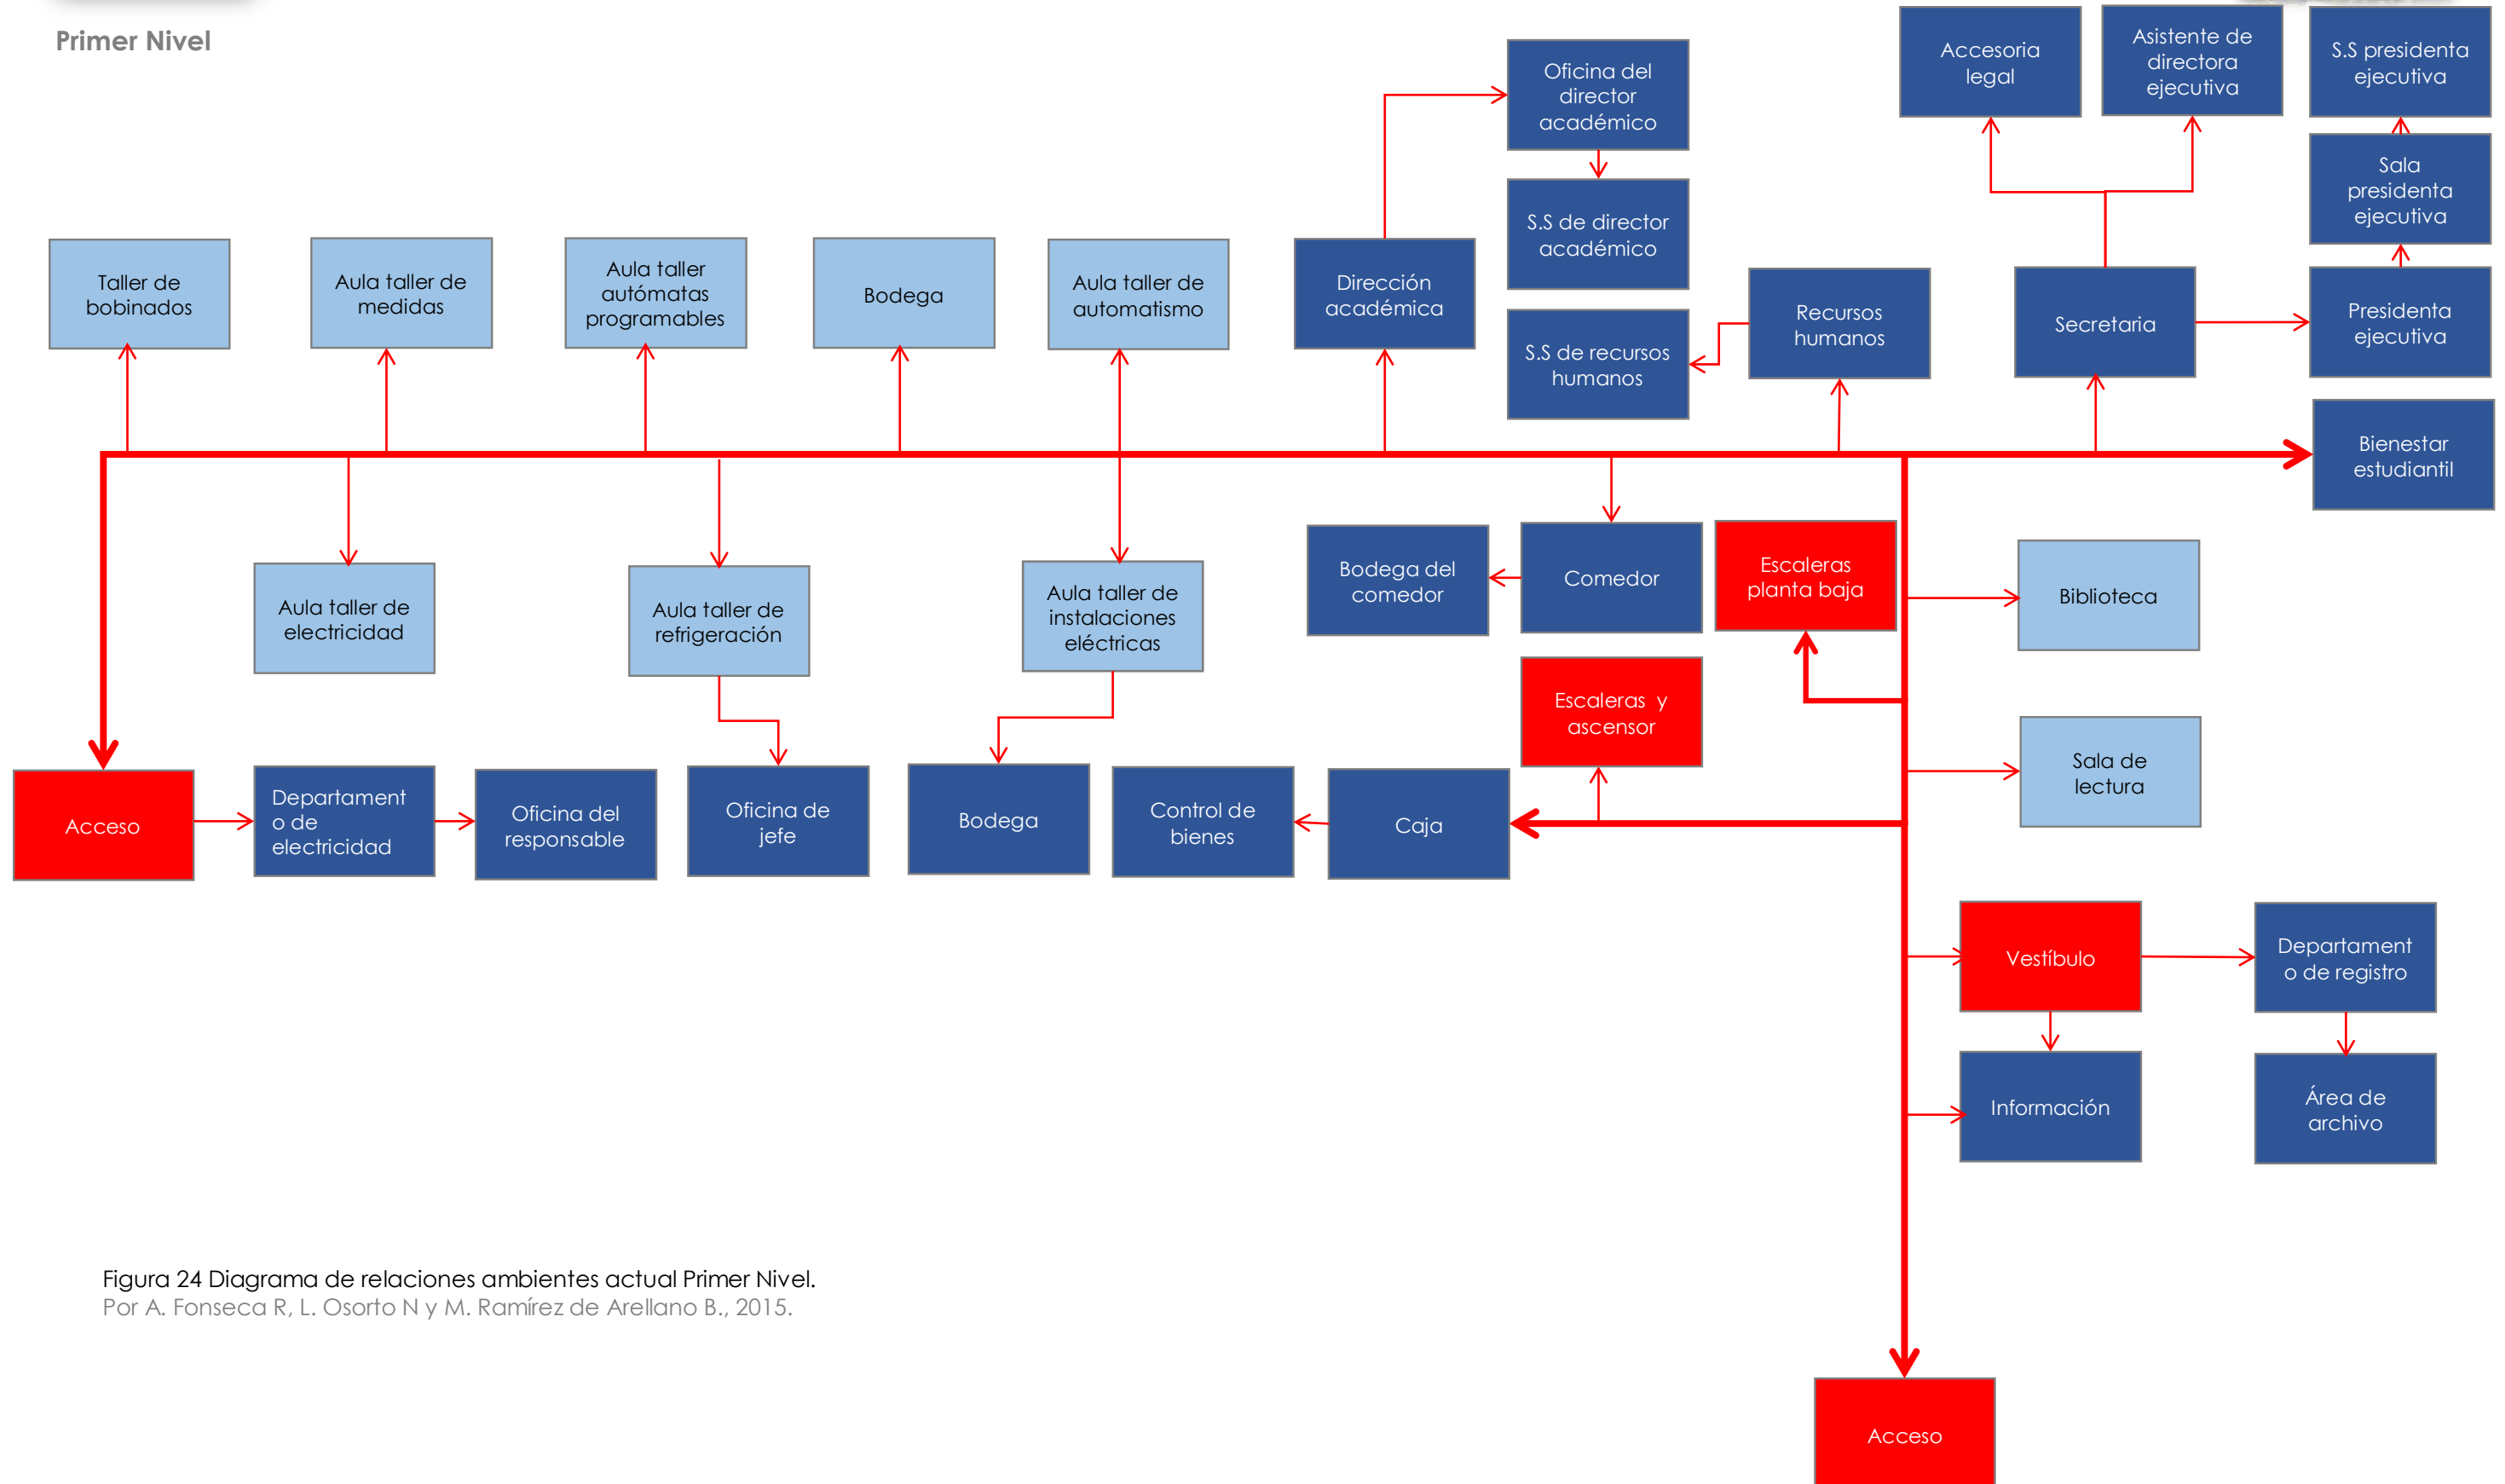 Primer Nivel
Oficina del
director
académico
Accesoria
legal
Asistente de
directora
ejecutiva
S.S presidenta
ejecutiva
Sala
presidenta
ejecutiva
S.S de director
académico
Taller de
bobinados
Aula taller de
medidas
Aula taller
autómatas
programables
Bodega
Aula taller de
automatismo
Dirección
académica
S.S de recursos
humanos
Recursos
humanos
Secretaria
Presidenta
ejecutiva
Bienestar
estudiantil
Aula taller de
electricidad
Aula taller de
refrigeración
Aula taller de
instalaciones
eléctricas
Bodega del
comedor
Comedor
Escaleras
planta baja
Biblioteca
Escaleras y
ascensor
Sala de
lectura
Acceso
Departament
o de
electricidad
Oficina del
responsable
Oficina de
jefe
Bodega
Control de
bienes
Caja
Vestíbulo
Departament
o de registro
Información
Área de
archivo
Figura 24 Diagrama de relaciones ambientes actual Primer Nivel.
Por A. Fonseca R, L. Osorto N y M. Ramírez de Arellano B., 2015.
Acceso